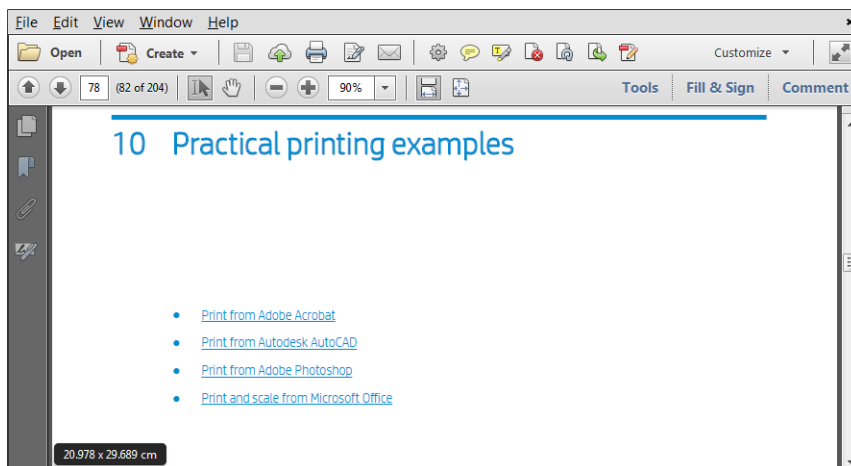 File Edit View Window Help
Open Create Customize
78 (82 of 204) 90% Tools Fill & Sign Comment
10 Practical printing examples
• Print from Adobe Acrobat
• Print from Autodesk AutoCAD
• Print from Adobe Photoshop
• Print and scale from Microsoft Office
20.978 x 29.689 cm